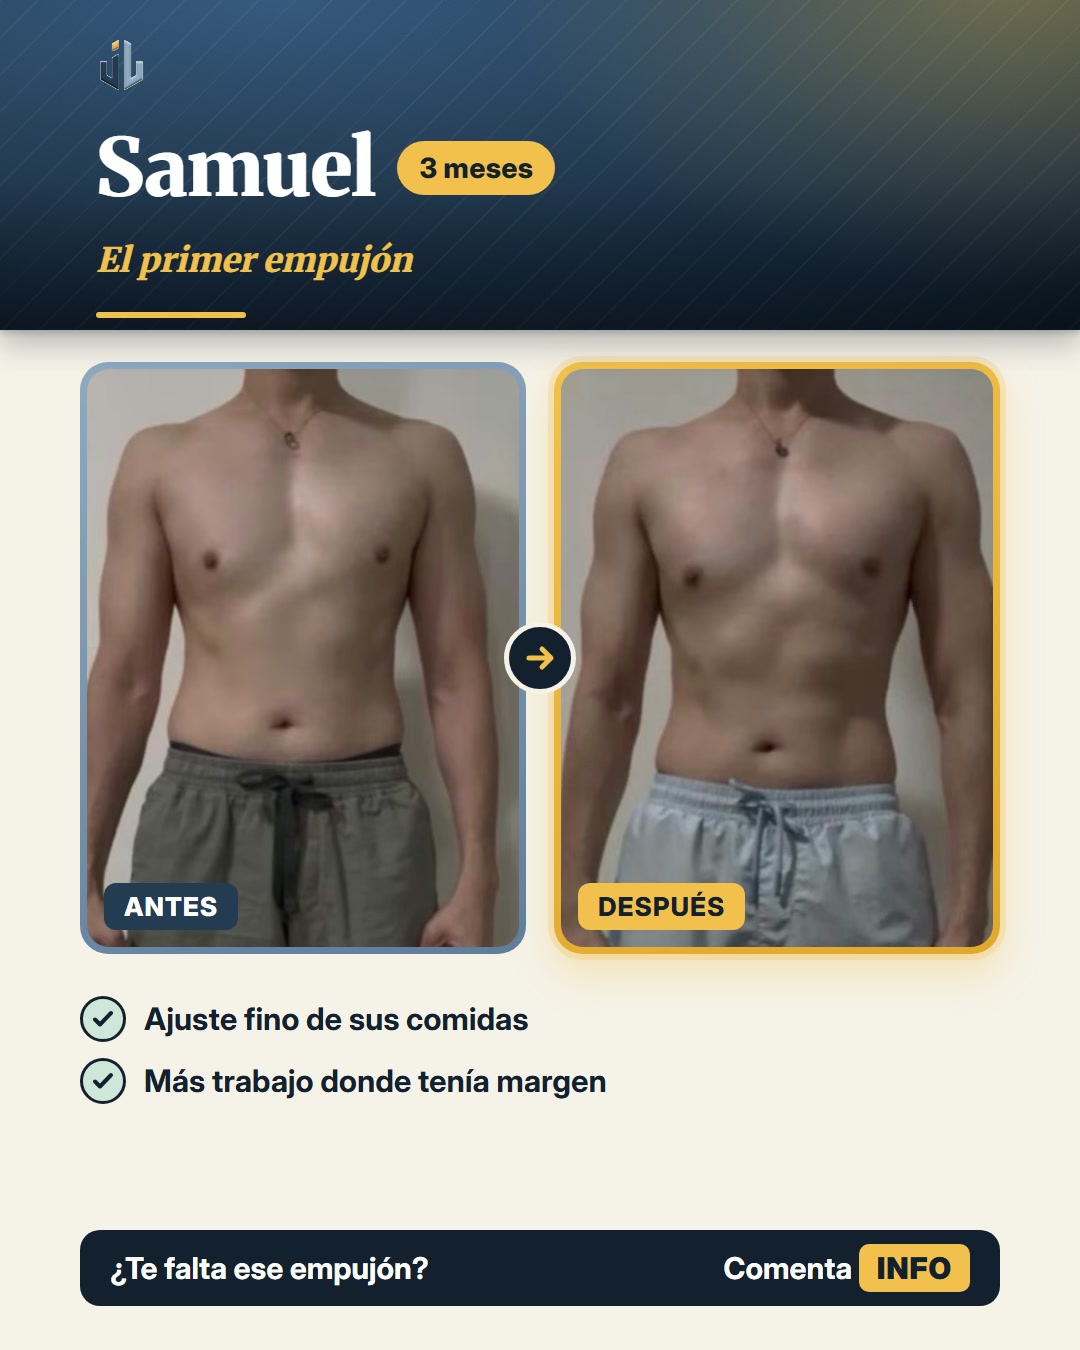 Samuel
3 meses
El primer empujón
ANTES
DESPUÉS
Ajuste fino de sus comidas
Más trabajo donde tenía margen
¿Te falta ese empujón?
Comenta INFO